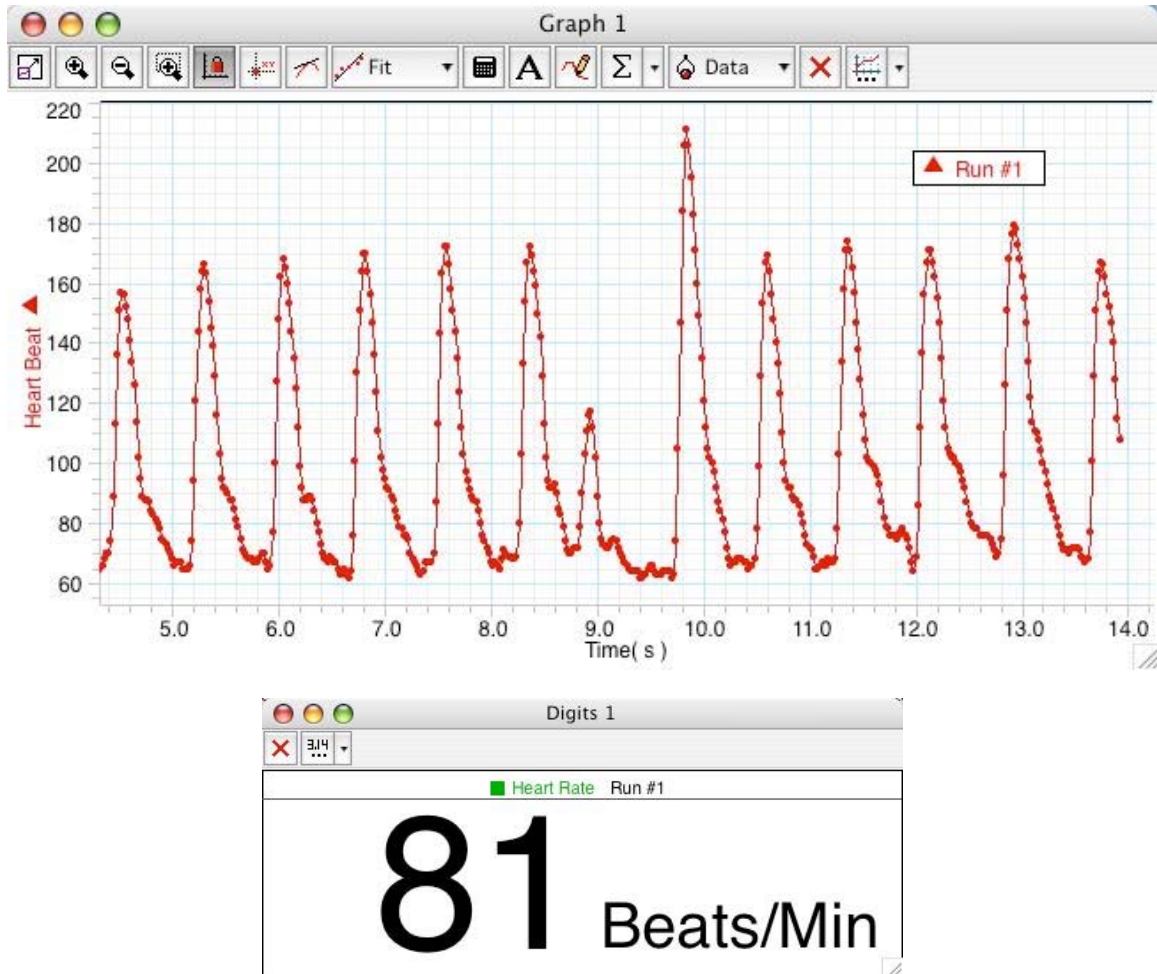 Graph 1
Fit A Σ Data
220
200
180
160
140
120
100
80
60
Heart Beat
Run #1
5.0 6.0 7.0 8.0 9.0 10.0 11.0 12.0 13.0 14.0
Time( s )
Digits 1
3.14
Heart Rate Run #1
81 Beats/Min